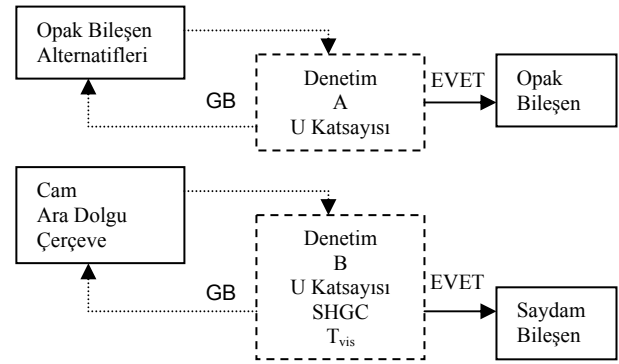 Opak Bileşen
Alternatifleri
Denetim
A
U Katsayısı
GB
EVET
Opak
Bileşen
Cam
Ara Dolgu
Çerçeve
Denetim
B
U Katsayısı
SHGC
Tvis
GB
EVET
Saydam
Bileşen